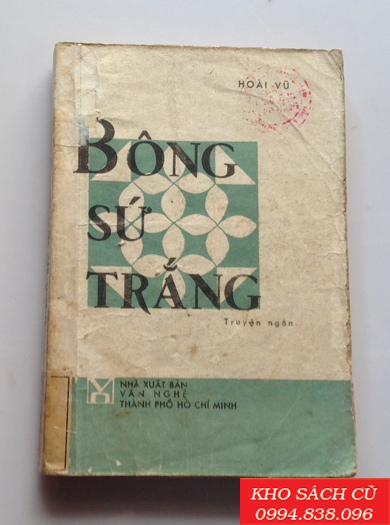 HOÀI VŨ
BÔNG
SỨ
TRẮNG
Truyện ngắn
NHÀ XUẤT BẢN
VĂN NGHỆ
THÀNH PHỐ HỒ CHÍ MINH
KHO SÁCH CŨ
0994.838.096